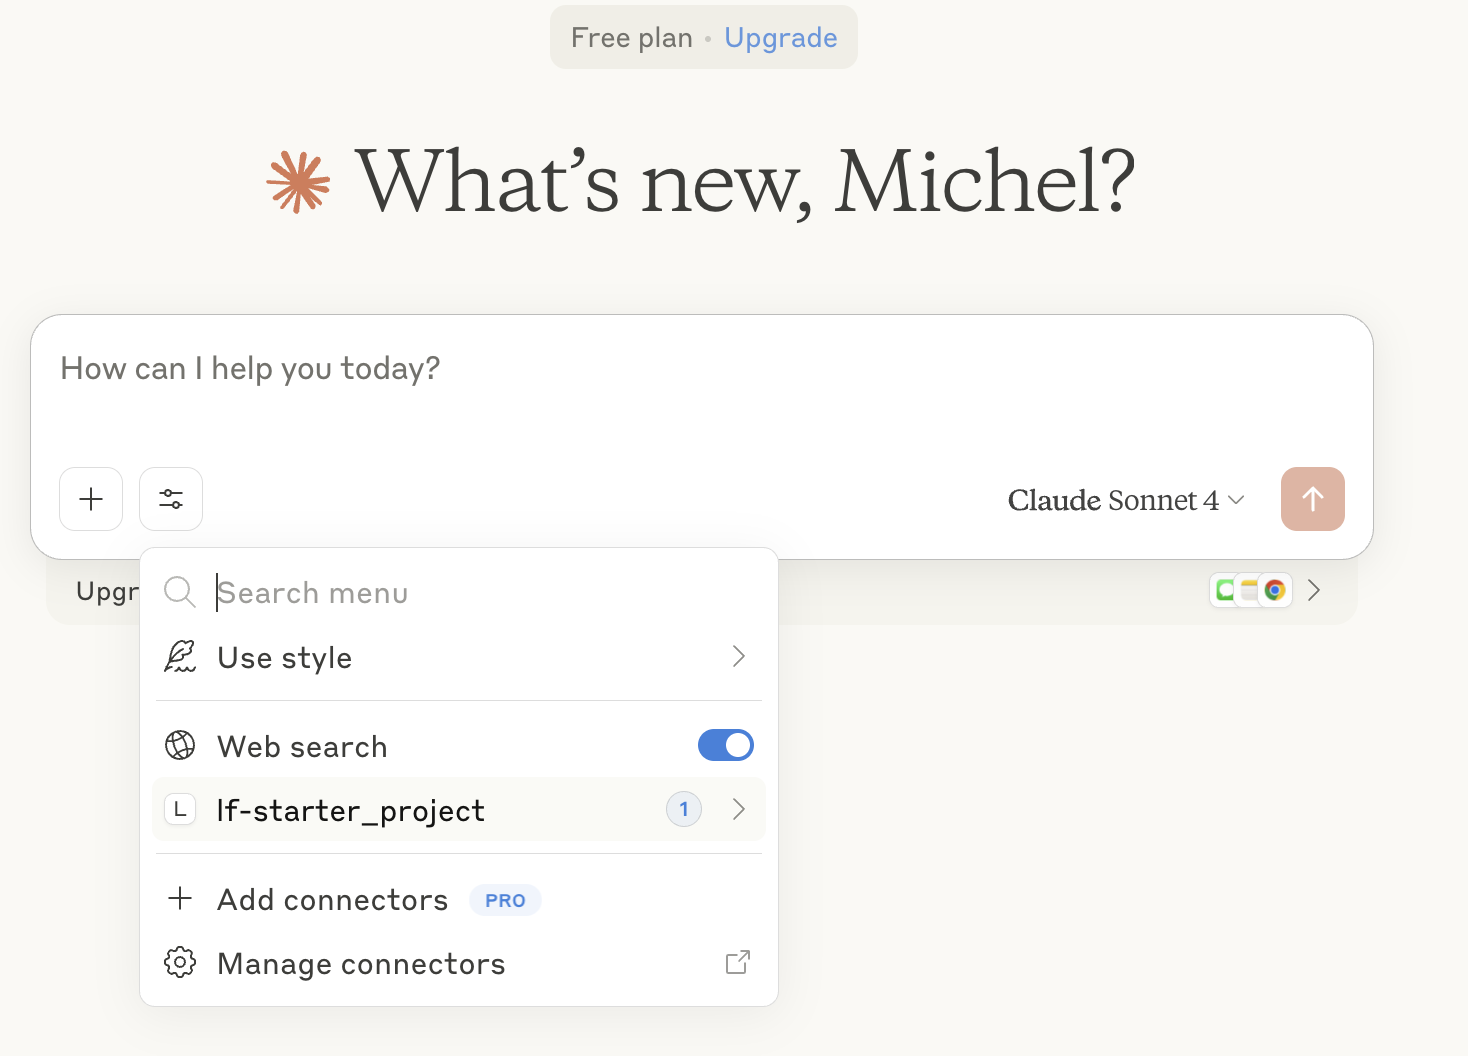 Free plan • Upgrade
What’s new, Michel?
How can I help you today?
Claude Sonnet 4
Upgr
Search menu
Use style
Web search
L lf-starter_project 1
Add connectors PRO
Manage connectors